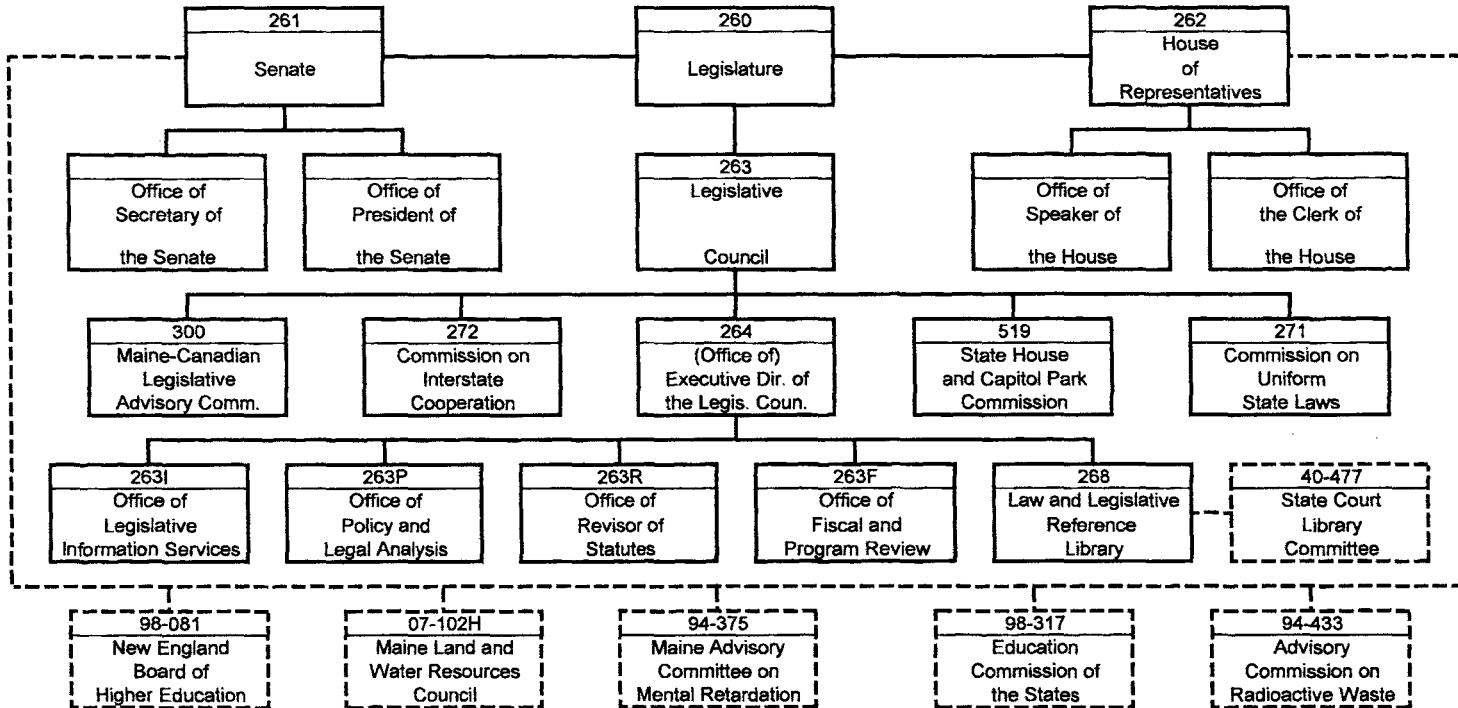 261
Senate
260
Legislature
262
House
of
Representatives
Office of
Secretary of
the Senate
Office of
President of
the Senate
263
Legislative
Council
Office of
Speaker of
the House
Office of
the Clerk of
the House
300
Maine-Canadian
Legislative
Advisory Comm.
272
Commission on
Interstate
Cooperation
264
(Office of)
Executive Dir. of
the Legis. Coun.
519
State House
and Capitol Park
Commission
271
Commission on
Uniform
State Laws
263I
Office of
Legislative
Information Services
263P
Office of
Policy and
Legal Analysis
263R
Office of
Revisor of
Statutes
263F
Office of
Fiscal and
Program Review
268
Law and Legislative
Reference
Library
40-477
State Court
Library
Committee
98-081
New England
Board of
Higher Education
07-102H
Maine Land and
Water Resources
Council
94-375
Maine Advisory
Committee on
Mental Retardation
98-317
Education
Commission of
the States
94-433
Advisory
Commission on
Radioactive Waste